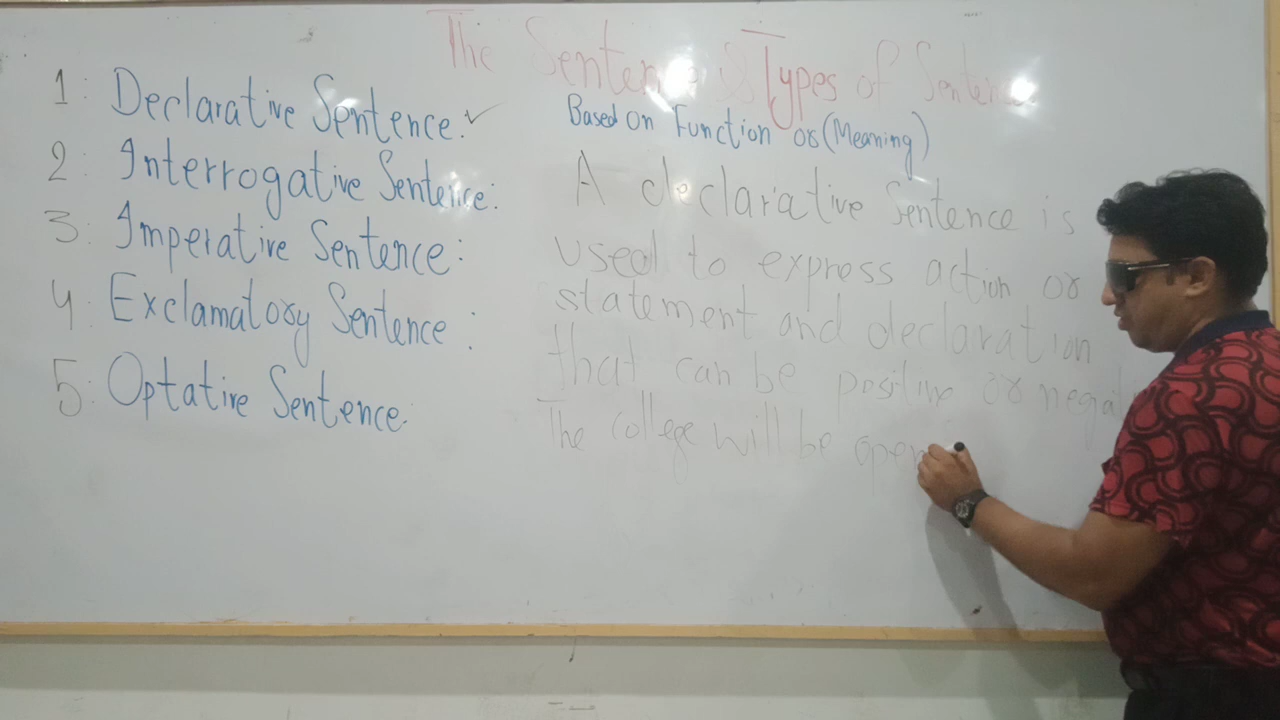 The Sentence & Types of Sentence
1: Declarative Sentence: ✓
2: Interrogative Sentence:
3: Imperative Sentence:
4: Exclamatory Sentence:
5: Optative Sentence:
Based on Function or (Meaning)
A declarative Sentence is
used to express action or
statement and declaration
that can be positive or
The College will be open